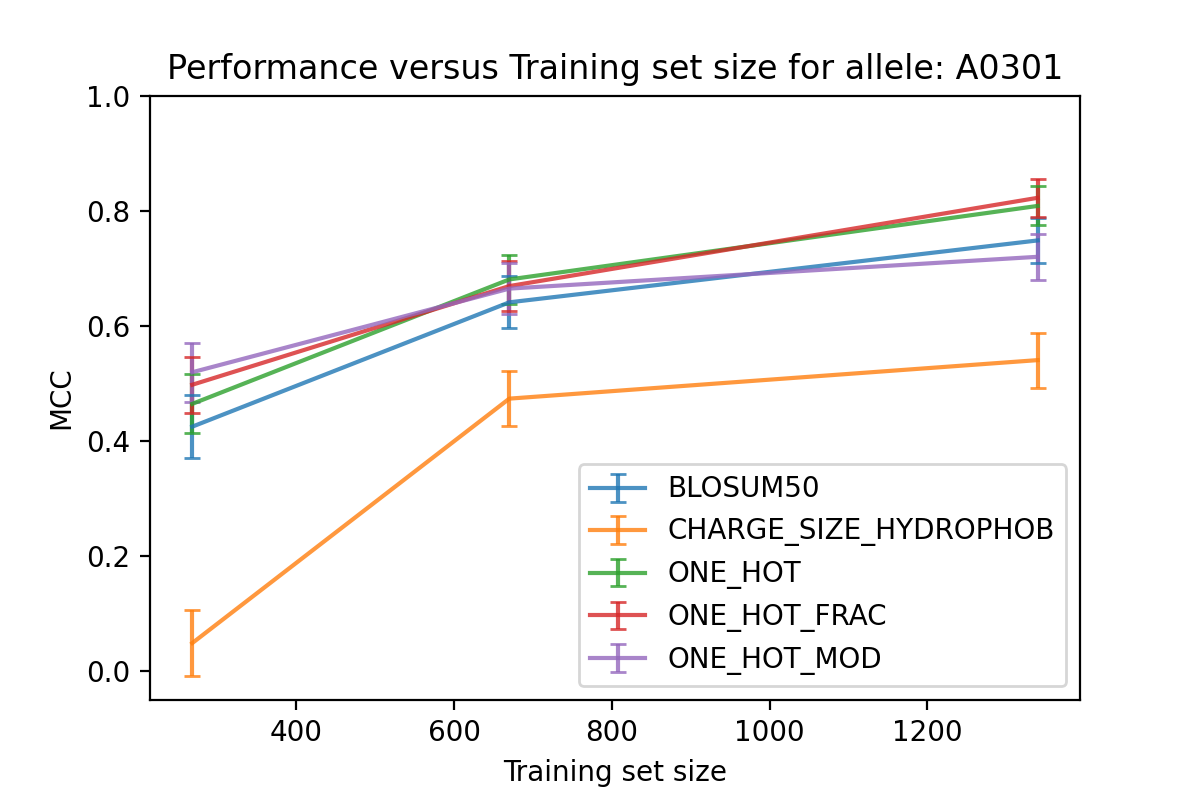 Performance versus Training set size for allele: A0301
1.0
0.8
0.6
0.4
0.2
0.0
MCC
400
600
800
1000
1200
Training set size
BLOSUM50
CHARGE_SIZE_HYDROPHOB
ONE_HOT
ONE_HOT_FRAC
ONE_HOT_MOD